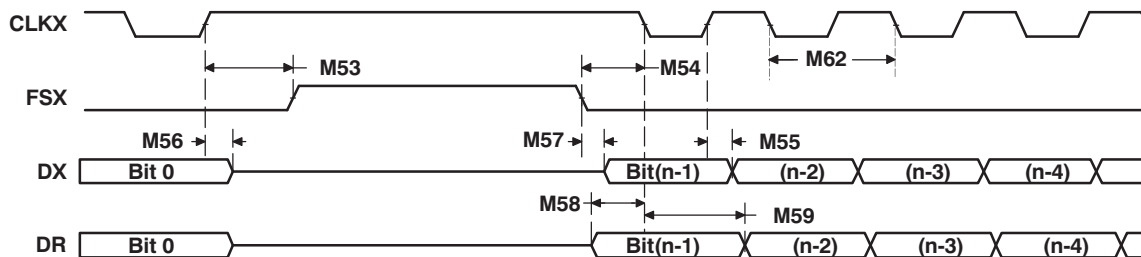 CLKX
M53 M54 M62
FSX
M56 M57 M55
DX Bit 0 Bit(n-1) (n-2) (n-3) (n-4)
M58 M59
DR Bit 0 Bit(n-1) (n-2) (n-3) (n-4)